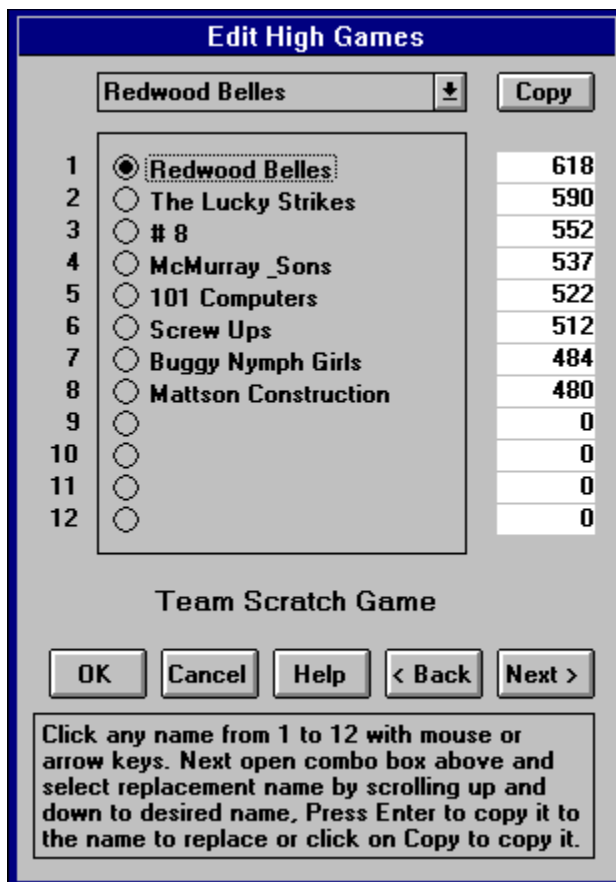 Edit High Games
Redwood Belles Copy
1 Redwood Belles 618
2 The Lucky Strikes 590
3 # 8 552
4 McMurray _Sons 537
5 101 Computers 522
6 Screw Ups 512
7 Buggy Nymph Girls 484
8 Mattson Construction 480
9 0
10 0
11 0
12 0
Team Scratch Game
OK Cancel Help < Back Next >
Click any name from 1 to 12 with mouse or
arrow keys. Next open combo box above and
select replacement name by scrolling up and
down to desired name, Press Enter to copy it to
the name to replace or click on Copy to copy it.